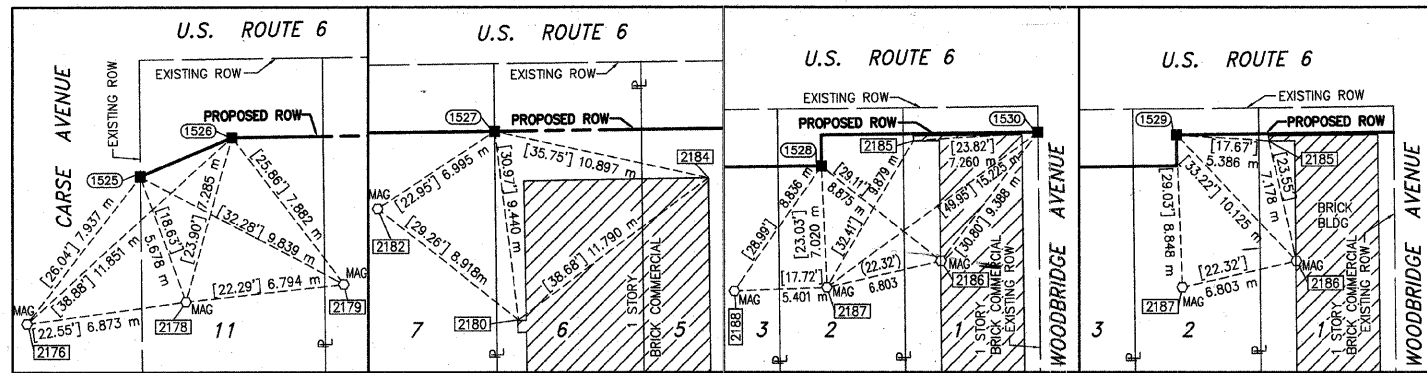 U.S. ROUTE 6
EXISTING ROW
CARSE AVENUE
EXISTING ROW
PROPOSED ROW
1526
1525
[26.04'] 7.937 m
[38.88'] 11.851 m
[18.63'] 5.678 m
[23.90'] 7.285 m
[25.86'] 7.882 m
[32.28'] 9.839 m
[22.29'] 6.794 m
[22.55'] 6.873 m
MAG
MAG
MAG
2176
2178
2179
11
PL
U.S. ROUTE 6
EXISTING ROW
PL
PROPOSED ROW
1527
[35.75'] 10.897 m
2184
[22.95'] 6.995 m
[30.97'] 9.440 m
[38.68'] 11.790 m
[29.26'] 8.918m
MAG
2182
2180
7
6
5
1 STORY
BRICK COMMERCIAL
PL
U.S. ROUTE 6
EXISTING ROW
PROPOSED ROW
1530
1528
2185
[23.82']
7.260 m
[28.99'] 8.836 m
[23.03']
7.020 m
[29.11']
8.875 m
[32.41'] 9.879 m
[49.95'] 15.225 m
[30.80'] 9.388 m
[17.72']
5.401 m
(22.32')
6.803
MAG
MAG
MAG
2186
2187
2188
3
2
1
1 STORY
BRICK COMMERCIAL
EXISTING ROW
WOODBRIDGE AVENUE
PL
PL
U.S. ROUTE 6
EXISTING ROW
PROPOSED ROW
1529
[17.67']
5.386 m
2185
[29.03'] 8.848 m
[33.22'] 10.125 m
[23.55']
7.178 m
BRICK
BLDG
[22.32']
6.803 m
MAG
MAG
2186
2187
3
2
1
1 STORY
BRICK COMMERCIAL
EXISTING ROW
WOODBRIDGE AVENUE
PL
PL